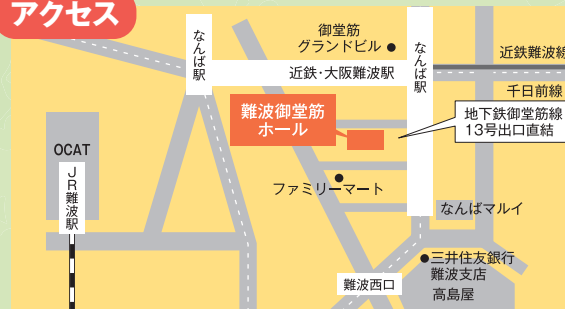 アクセス
なんば駅
御堂筋
グランドビル
なんば駅
近鉄難波線
近鉄・大阪難波駅
千日前線
難波御堂筋
ホール
地下鉄御堂筋線
13号出口直結
OCAT
JR難波駅
ファミリーマート
なんばマルイ
三井住友銀行
難波支店
難波西口
高島屋